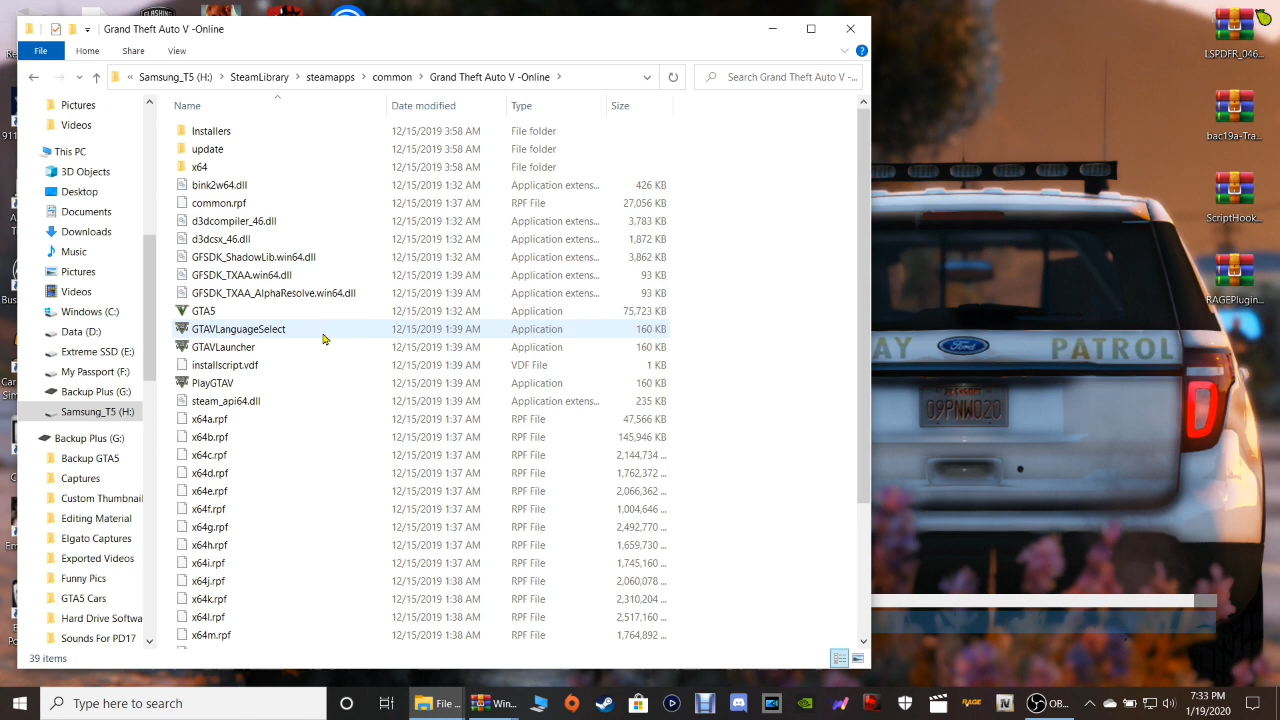 Grand Theft Auto V -Online
File Home Share View
« Samsung_T5 (H:) > SteamLibrary > steamapps > common > Grand Theft Auto V -Online >
Search Grand Theft Auto V -...
Name Date modified Type Size
Pictures
Videos
This PC
3D Objects
Desktop
Documents
Downloads
Music
Pictures
Videos
Windows (C:)
Data (D:)
Extreme SSD (E:)
My Passport (F:)
Backup Plus (G:)
Samsung_T5 (H:)
Backup Plus (G:)
Backup GTA5
Captures
Custom Thumbnai
Editing Material
Elgato Captures
Exported Videos
Funny Pics
GTA5 Cars
Hard Drive Softwa
Sounds For PD17
Installers 12/15/2019 3:58 AM File folder
update 12/15/2019 3:58 AM File folder
x64 12/15/2019 3:58 AM File folder
bink2w64.dll 12/15/2019 1:32 AM Application extens... 426 KB
common.rpf 12/15/2019 1:37 AM RPF File 27,056 KB
d3dcompiler_46.dll 12/15/2019 1:32 AM Application extens... 3,783 KB
d3dcsx_46.dll 12/15/2019 1:32 AM Application extens... 1,872 KB
GFSDK_ShadowLib.win64.dll 12/15/2019 1:32 AM Application extens... 3,862 KB
GFSDK_TXAA.win64.dll 12/15/2019 1:39 AM Application extens... 93 KB
GFSDK_TXAA_AlphaResolve.win64.dll 12/15/2019 1:39 AM Application extens... 93 KB
GTA5 12/15/2019 1:32 AM Application 75,723 KB
GTAVLanguageSelect 12/15/2019 1:39 AM Application 160 KB
GTAVLauncher 12/15/2019 1:39 AM Application 160 KB
installscript.vdf 12/15/2019 1:39 AM VDF File 1 KB
PlayGTAV 12/15/2019 1:39 AM Application 160 KB
steam_api64.dll 12/15/2019 1:39 AM Application extens... 235 KB
x64a.rpf 12/15/2019 1:37 AM RPF File 47,566 KB
x64b.rpf 12/15/2019 1:37 AM RPF File 145,946 KB
x64c.rpf 12/15/2019 1:37 AM RPF File 2,144,734 ...
x64d.rpf 12/15/2019 1:37 AM RPF File 1,762,372 ...
x64e.rpf 12/15/2019 1:37 AM RPF File 2,066,362 ...
x64f.rpf 12/15/2019 1:37 AM RPF File 1,004,646 ...
x64g.rpf 12/15/2019 1:37 AM RPF File 2,492,770 ...
x64h.rpf 12/15/2019 1:37 AM RPF File 1,659,730 ...
x64i.rpf 12/15/2019 1:37 AM RPF File 1,745,160 ...
x64j.rpf 12/15/2019 1:38 AM RPF File 2,060,078 ...
x64k.rpf 12/15/2019 1:38 AM RPF File 2,310,204 ...
x64l.rpf 12/15/2019 1:38 AM RPF File 2,517,160 ...
x64m.rpf 12/15/2019 1:38 AM RPF File 1,764,892 ...
39 items
LSPDFR_046...
bac19a-Tra...
ScriptHook...
RAGEPlugin...
AY Ford PATROL
09PNW020
Type here to search
File ...
Win...
RAGE
OB...
7:33 PM
1/19/2020